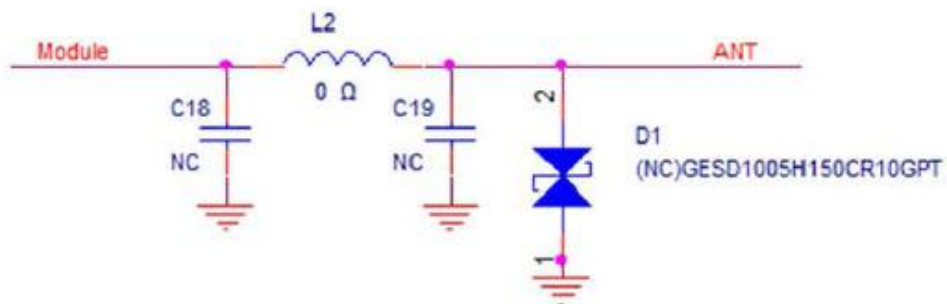 L2
Module
ANT
0 Ω
C18
C19
2
D1
NC
NC
(NC)GESD1005H150CR10GPT
1